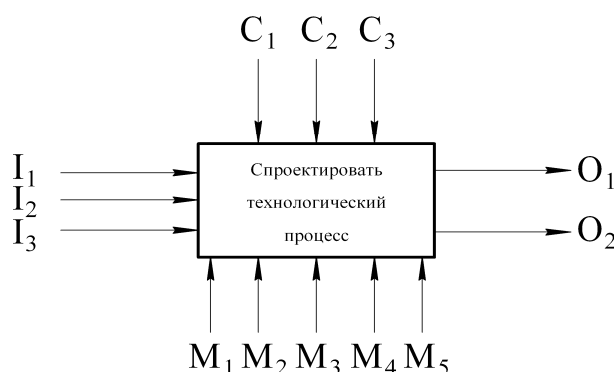 C₁ C₂ C₃
I₁
I₂
I₃
Спроектировать
технологический
процесс
O₁
O₂
M₁ M₂ M₃ M₄ M₅